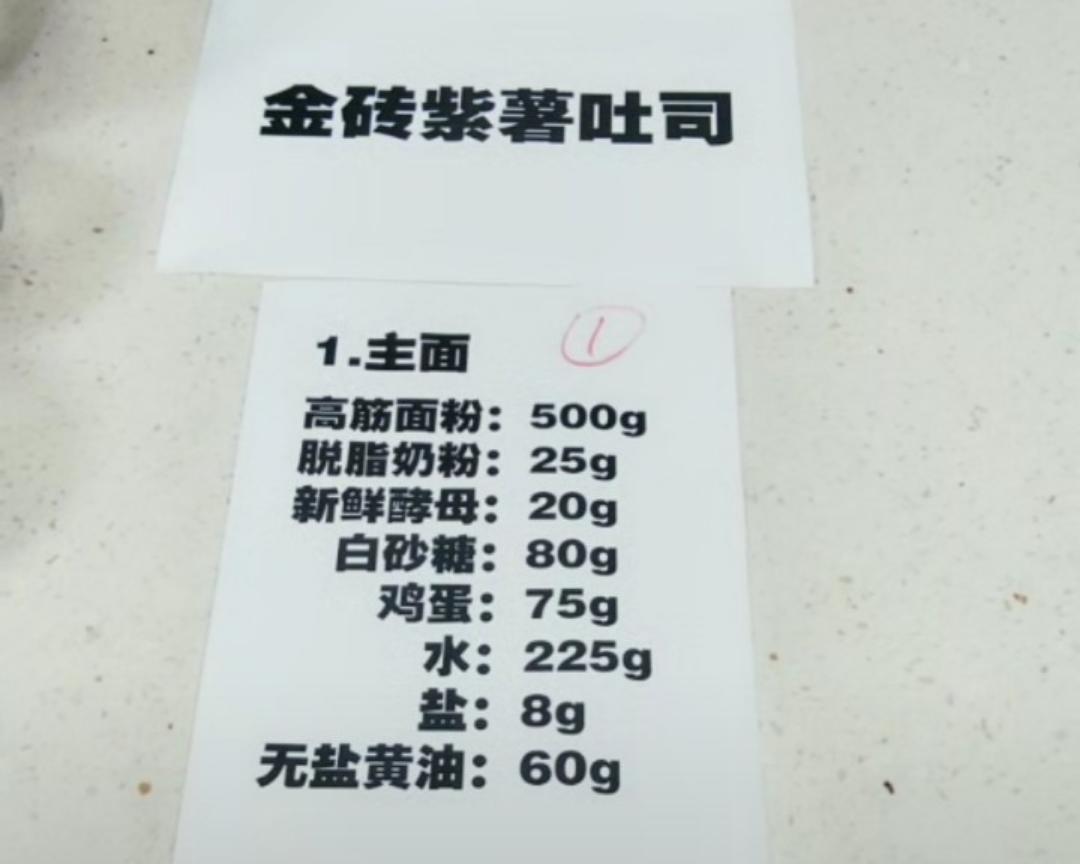 金砖紫薯吐司
1.主面 ①
高筋面粉：500g
脱脂奶粉：25g
新鲜酵母：20g
白砂糖：80g
鸡蛋：75g
水：225g
盐：8g
无盐黄油：60g